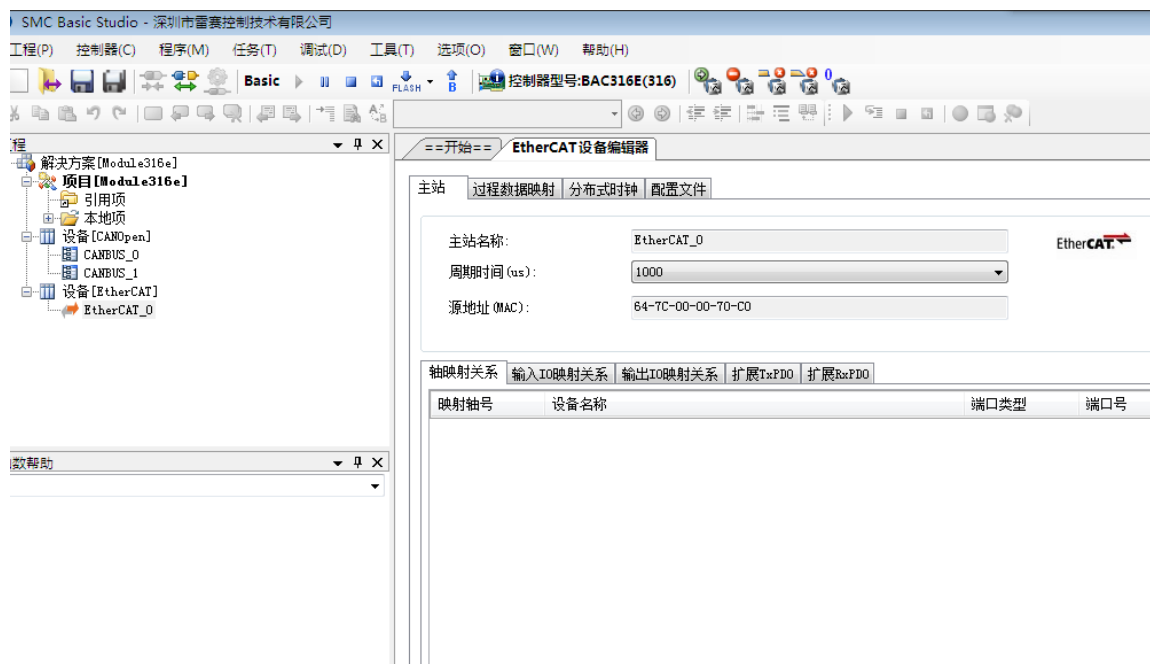 SMC Basic Studio - 深圳市雷赛控制技术有限公司
工程(P) 控制器(C) 程序(M) 任务(T) 调试(D) 工具(T) 选项(O) 窗口(W) 帮助(H)
Basic FLASH B 控制器型号:BAC316E(316) 0
程
==开始== EtherCAT设备编辑器
解决方案[Module316e]
项目[Module316e]
引用项
本地项
设备[CANOpen]
CANBUS_0
CANBUS_1
设备[EtherCAT]
EtherCAT_0
主站 过程数据映射 分布式时钟 配置文件
主站名称: EtherCAT_0
EtherCAT.
周期时间(us): 1000
源地址(MAC): 64-7C-00-00-70-C0
轴映射关系 输入IO映射关系 输出IO映射关系 扩展TxPDO 扩展RxPDO
映射轴号 设备名称 端口类型 端口号
数帮助